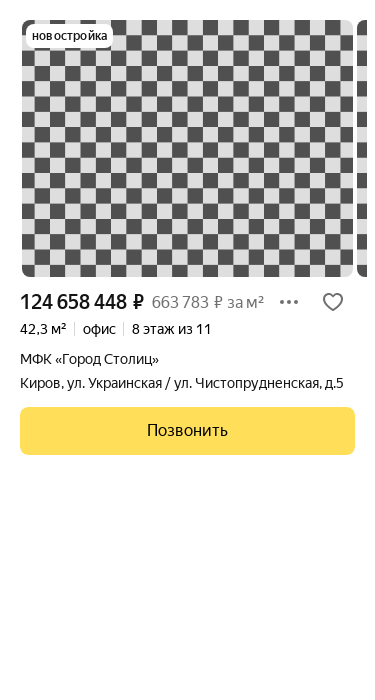 новостройка
124 658 448 ₽ 663 783 ₽ за м²
42,3 м² офис 8 этаж из 11
МФК «Город Столиц»
Киров, ул. Украинская / ул. Чистопрудненская, д.5
Позвонить